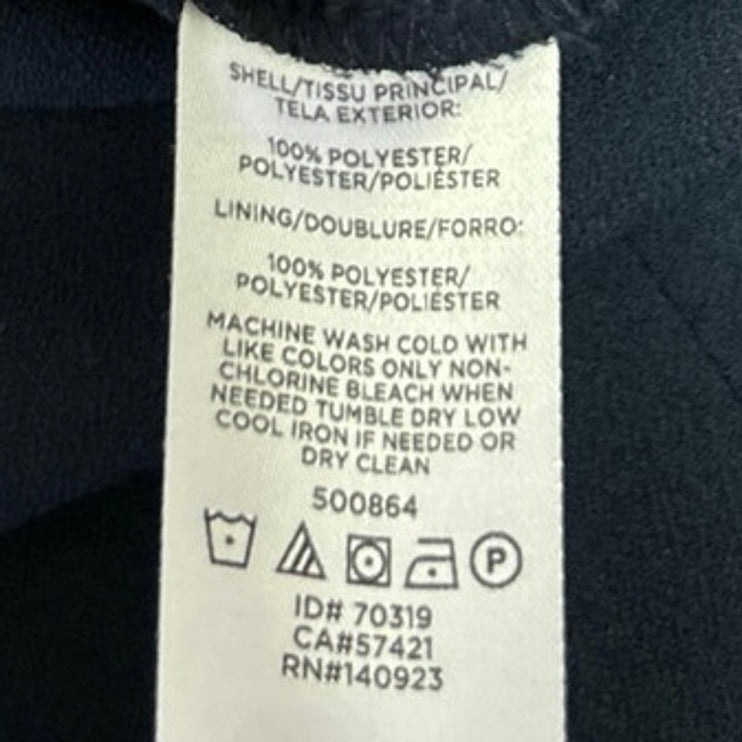 SHELL/TISSU PRINCIPAL/
TELA EXTERIOR:
100% POLYESTER/
POLYESTER/POLIÉSTER
LINING/DOUBLURE/FORRO:
100% POLYESTER/
POLYESTER/POLIÉSTER
MACHINE WASH COLD WITH
LIKE COLORS ONLY NON-
CHLORINE BLEACH WHEN
NEEDED TUMBLE DRY LOW
COOL IRON IF NEEDED OR
DRY CLEAN
500864
P
ID# 70319
CA#57421
RN#140923